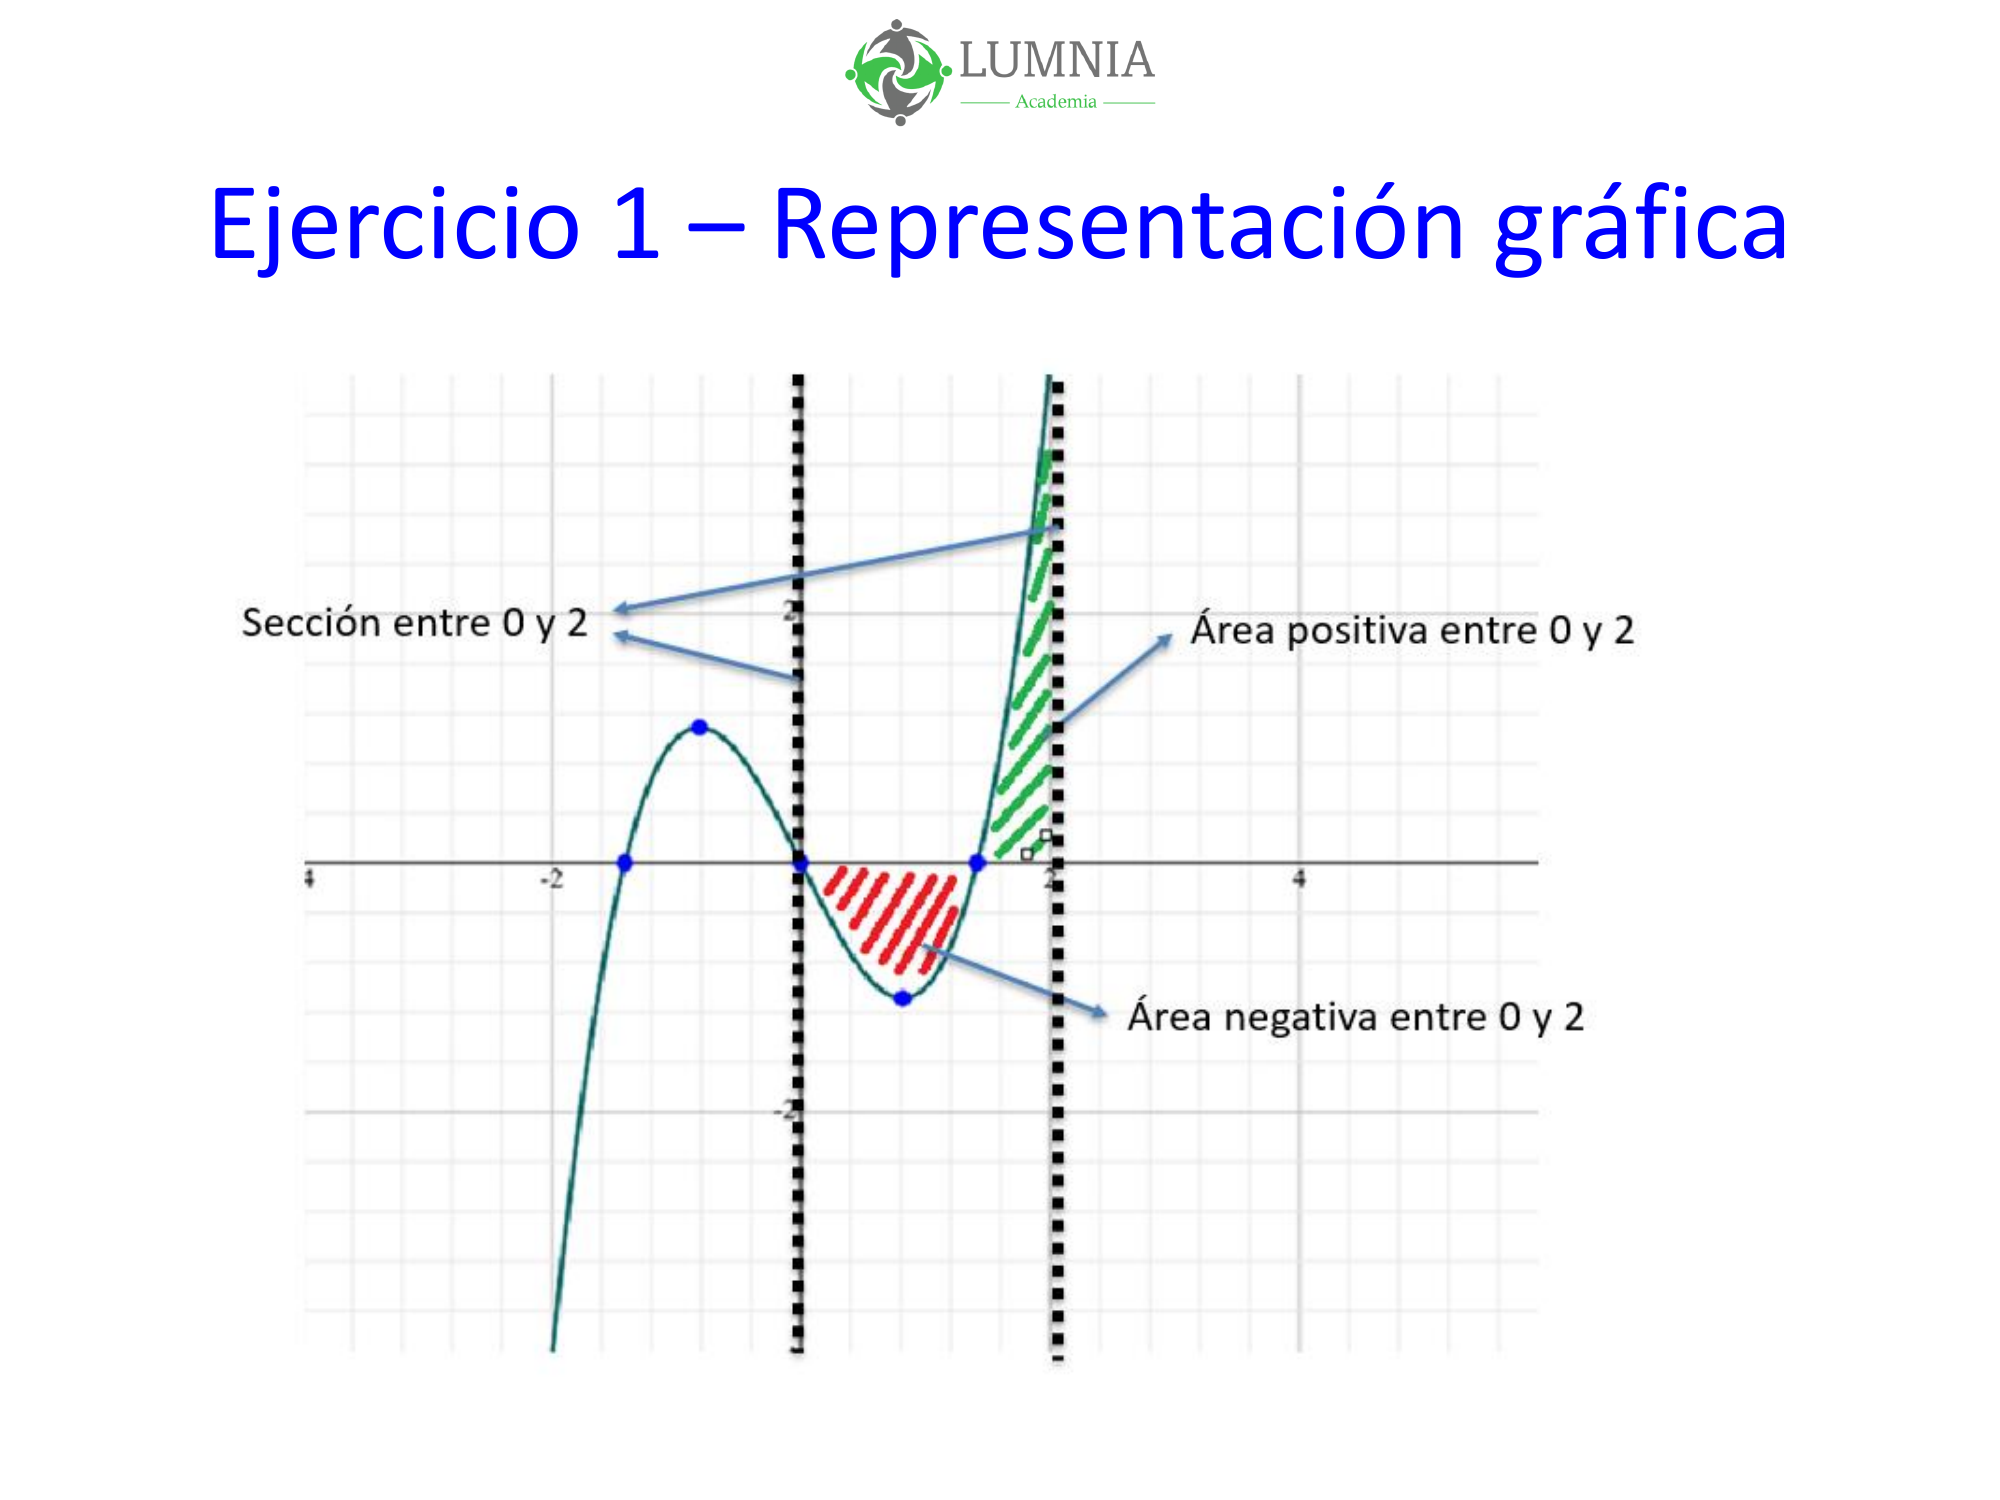 LUMNIA
Academia
Ejercicio 1 – Representación gráfica
2
Sección entre 0 y 2
Área positiva entre 0 y 2
4
-2
2
4
Área negativa entre 0 y 2
-2